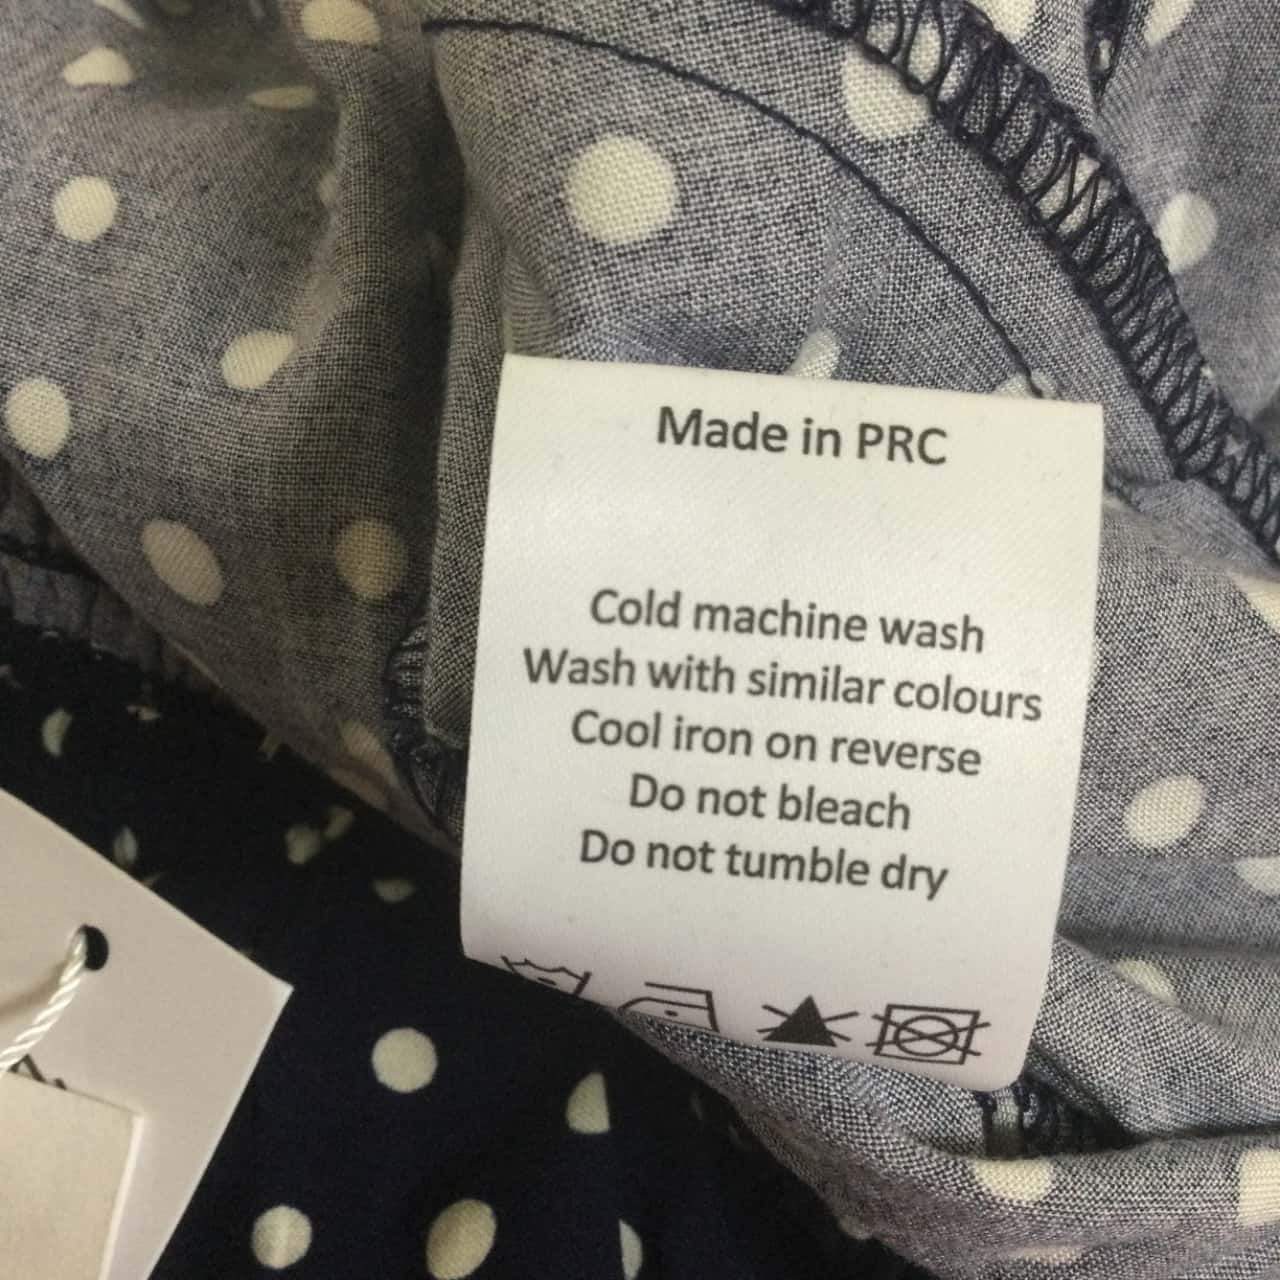 Made in PRC
Cold machine wash
Wash with similar colours
Cool iron on reverse
Do not bleach
Do not tumble dry